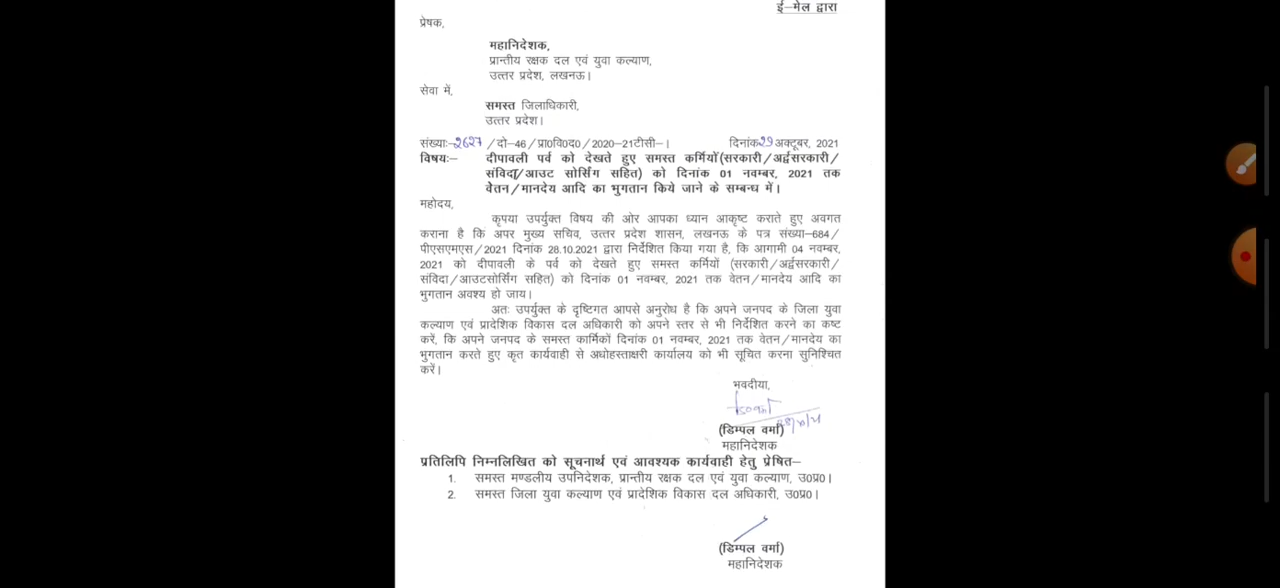 ई–मेल द्वारा
प्रेषक,
महानिदेशक,
प्रान्तीय रक्षक दल एवं युवा कल्याण,
उत्तर प्रदेश, लखनऊ।
सेवा में,
समस्त जिलाधिकारी,
उत्तर प्रदेश।
संख्याः–2627/दो–46/प्रा0वि0द0/2020–21टीसी–। दिनांक29अक्टूबर, 2021
विषयः– दीपावली पर्व को देखते हुए समस्त कर्मियों(सरकारी/अर्द्वसरकारी/
संविदा/आउट सोर्सिंग सहित) को दिनांक 01 नवम्बर, 2021 तक
वेतन/मानदेय आदि का भुगतान किये जाने के सम्बन्ध में।
महोदय,
कृपया उपर्युक्त विषय की ओर आपका ध्यान आकृष्ट कराते हुए अवगत
कराना है कि अपर मुख्य सचिव, उत्तर प्रदेश शासन, लखनऊ के पत्र संख्या–684/
पीएसएमएस/2021 दिनांक 28.10.2021 द्वारा निर्देशित किया गया है, कि आगामी 04 नवम्बर,
2021 को दीपावली के पर्व को देखते हुए समस्त कर्मियों (सरकारी/अर्द्वसरकारी/
संविदा/आउटसोर्सिंग सहित) को दिनांक 01 नवम्बर, 2021 तक वेतन/मानदेय आदि का
भुगतान अवश्य हो जाय।
अतः उपर्युक्त के दृष्टिगत आपसे अनुरोध है कि अपने जनपद के जिला युवा
कल्याण एवं प्रादेशिक विकास दल अधिकारी को अपने स्तर से भी निर्देशित करने का कष्ट
करें, कि अपने जनपद के समस्त कार्मिकों दिनांक 01 नवम्बर, 2021 तक वेतन/मानदेय का
भुगतान करते हुए कृत कार्यवाही से अधोहस्ताक्षरी कार्यालय को भी सूचित करना सुनिश्चित
करें।
भवदीया,
(डिम्पल वर्मा)
महानिदेशक
प्रतिलिपि निम्नलिखित को सूचनार्थ एवं आवश्यक कार्यवाही हेतु प्रेषित–
1. समस्त मण्डलीय उपनिदेशक, प्रान्तीय रक्षक दल एवं युवा कल्याण, उ0प्र0।
2. समस्त जिला युवा कल्याण एवं प्रादेशिक विकास दल अधिकारी, उ0प्र0।
(डिम्पल वर्मा)
महानिदेशक